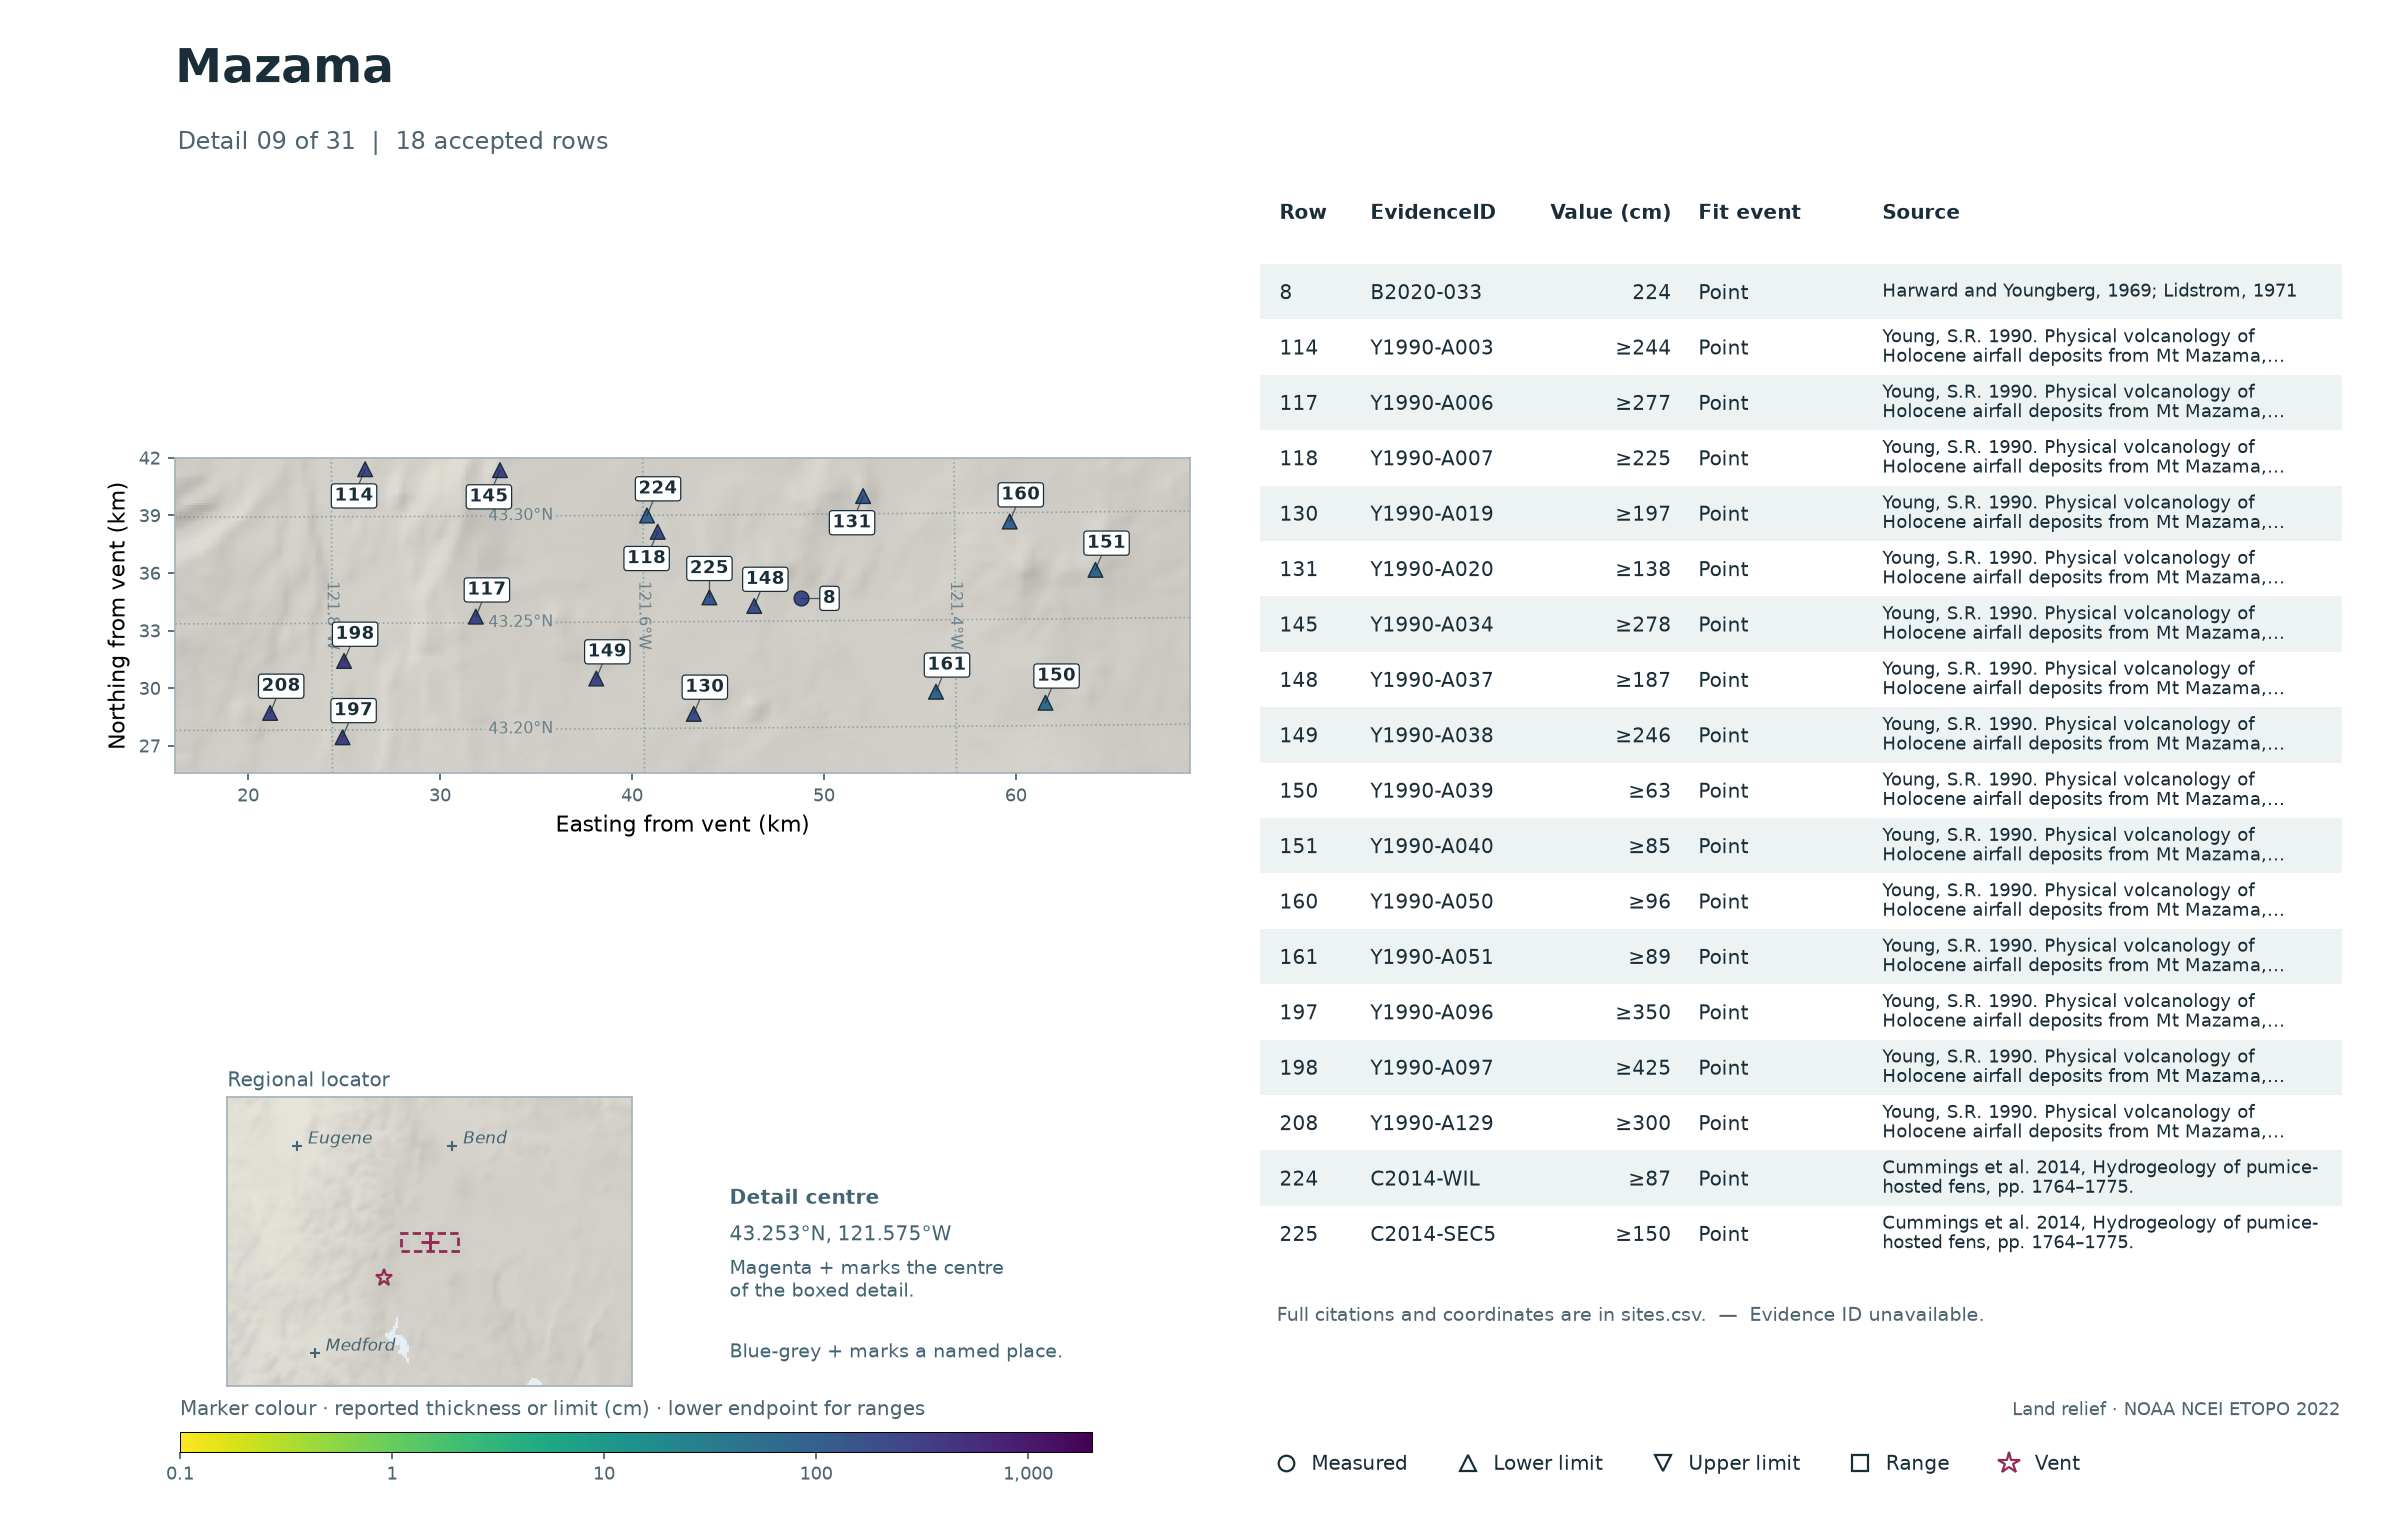 Mazama
Detail 09 of 31 | 18 accepted rows
Northing from vent (km)
42
39
36
33
30
27
20
30
40
50
60
Easting from vent (km)
43.30°N
43.25°N
43.20°N
121.8°W
121.6°W
121.4°W
114
145
224
118
131
160
151
225
148
8
117
198
149
208
197
130
161
150
Regional locator
Eugene
Bend
Medford
Detail centre
43.253°N, 121.575°W
Magenta + marks the centre
of the boxed detail.
Blue-grey + marks a named place.
Marker colour · reported thickness or limit (cm) · lower endpoint for ranges
0.1
1
10
100
1,000
Row EvidenceID Value (cm) Fit event Source
8 B2020-033 224 Point Harward and Youngberg, 1969; Lidstrom, 1971
114 Y1990-A003 ≥244 Point Young, S.R. 1990. Physical volcanology of
Holocene airfall deposits from Mt Mazama,...
117 Y1990-A006 ≥277 Point Young, S.R. 1990. Physical volcanology of
Holocene airfall deposits from Mt Mazama,...
118 Y1990-A007 ≥225 Point Young, S.R. 1990. Physical volcanology of
Holocene airfall deposits from Mt Mazama,...
130 Y1990-A019 ≥197 Point Young, S.R. 1990. Physical volcanology of
Holocene airfall deposits from Mt Mazama,...
131 Y1990-A020 ≥138 Point Young, S.R. 1990. Physical volcanology of
Holocene airfall deposits from Mt Mazama,...
145 Y1990-A034 ≥278 Point Young, S.R. 1990. Physical volcanology of
Holocene airfall deposits from Mt Mazama,...
148 Y1990-A037 ≥187 Point Young, S.R. 1990. Physical volcanology of
Holocene airfall deposits from Mt Mazama,...
149 Y1990-A038 ≥246 Point Young, S.R. 1990. Physical volcanology of
Holocene airfall deposits from Mt Mazama,...
150 Y1990-A039 ≥63 Point Young, S.R. 1990. Physical volcanology of
Holocene airfall deposits from Mt Mazama,...
151 Y1990-A040 ≥85 Point Young, S.R. 1990. Physical volcanology of
Holocene airfall deposits from Mt Mazama,...
160 Y1990-A050 ≥96 Point Young, S.R. 1990. Physical volcanology of
Holocene airfall deposits from Mt Mazama,...
161 Y1990-A051 ≥89 Point Young, S.R. 1990. Physical volcanology of
Holocene airfall deposits from Mt Mazama,...
197 Y1990-A096 ≥350 Point Young, S.R. 1990. Physical volcanology of
Holocene airfall deposits from Mt Mazama,...
198 Y1990-A097 ≥425 Point Young, S.R. 1990. Physical volcanology of
Holocene airfall deposits from Mt Mazama,...
208 Y1990-A129 ≥300 Point Young, S.R. 1990. Physical volcanology of
Holocene airfall deposits from Mt Mazama,...
224 C2014-WIL ≥87 Point Cummings et al. 2014, Hydrogeology of pumice-
hosted fens, pp. 1764–1775.
225 C2014-SEC5 ≥150 Point Cummings et al. 2014, Hydrogeology of pumice-
hosted fens, pp. 1764–1775.
Full citations and coordinates are in sites.csv. — Evidence ID unavailable.
Land relief · NOAA NCEI ETOPO 2022
Measured
Lower limit
Upper limit
Range
Vent